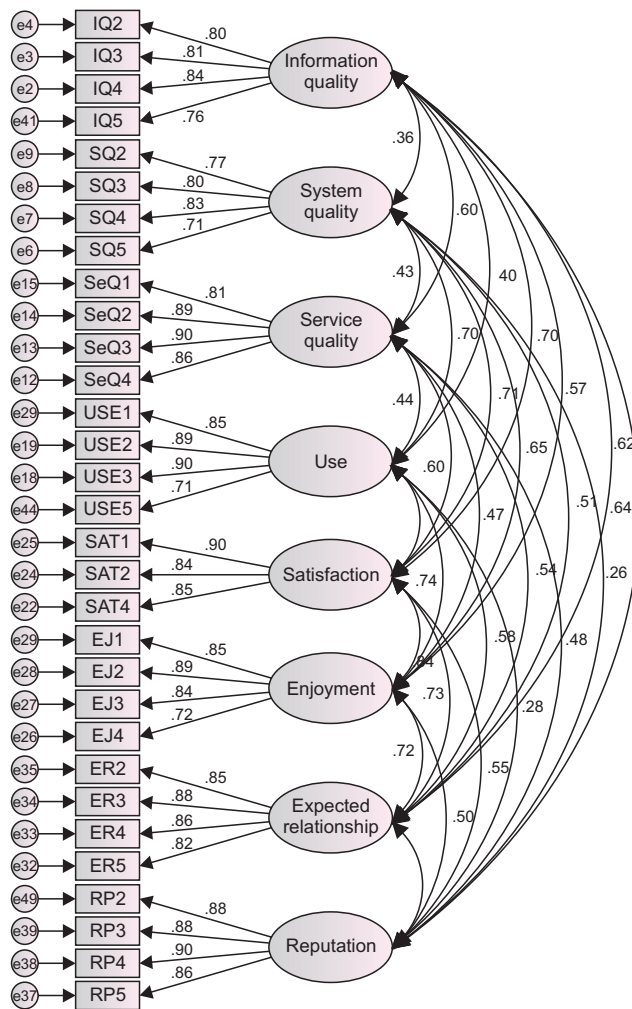 e4 IQ2
e3 IQ3
e2 IQ4
e41 IQ5
.80
.81
.84
.76
Information
quality
e9 SQ2
e8 SQ3
e7 SQ4
e6 SQ5
.77
.80
.83
.71
System
quality
e15 SeQ1
e14 SeQ2
e13 SeQ3
e12 SeQ4
.81
.89
.90
.86
Service
quality
e29 USE1
e19 USE2
e18 USE3
e44 USE5
.85
.89
.90
.71
Use
e25 SAT1
e24 SAT2
e22 SAT4
.90
.84
.85
Satisfaction
e29 EJ1
e28 EJ2
e27 EJ3
e26 EJ4
.85
.89
.84
.72
Enjoyment
e35 ER2
e34 ER3
e33 ER4
e32 ER5
.85
.88
.86
.82
Expected
relationship
e49 RP2
e39 RP3
e38 RP4
e37 RP5
.88
.88
.90
.86
Reputation
.36
.60
.43
40
.70
.70
.71
.57
.44
.65
.62
.60
.51
.64
.47
.54
.26
.74
.58
.48
.84
.73
.28
.72
.55
.50